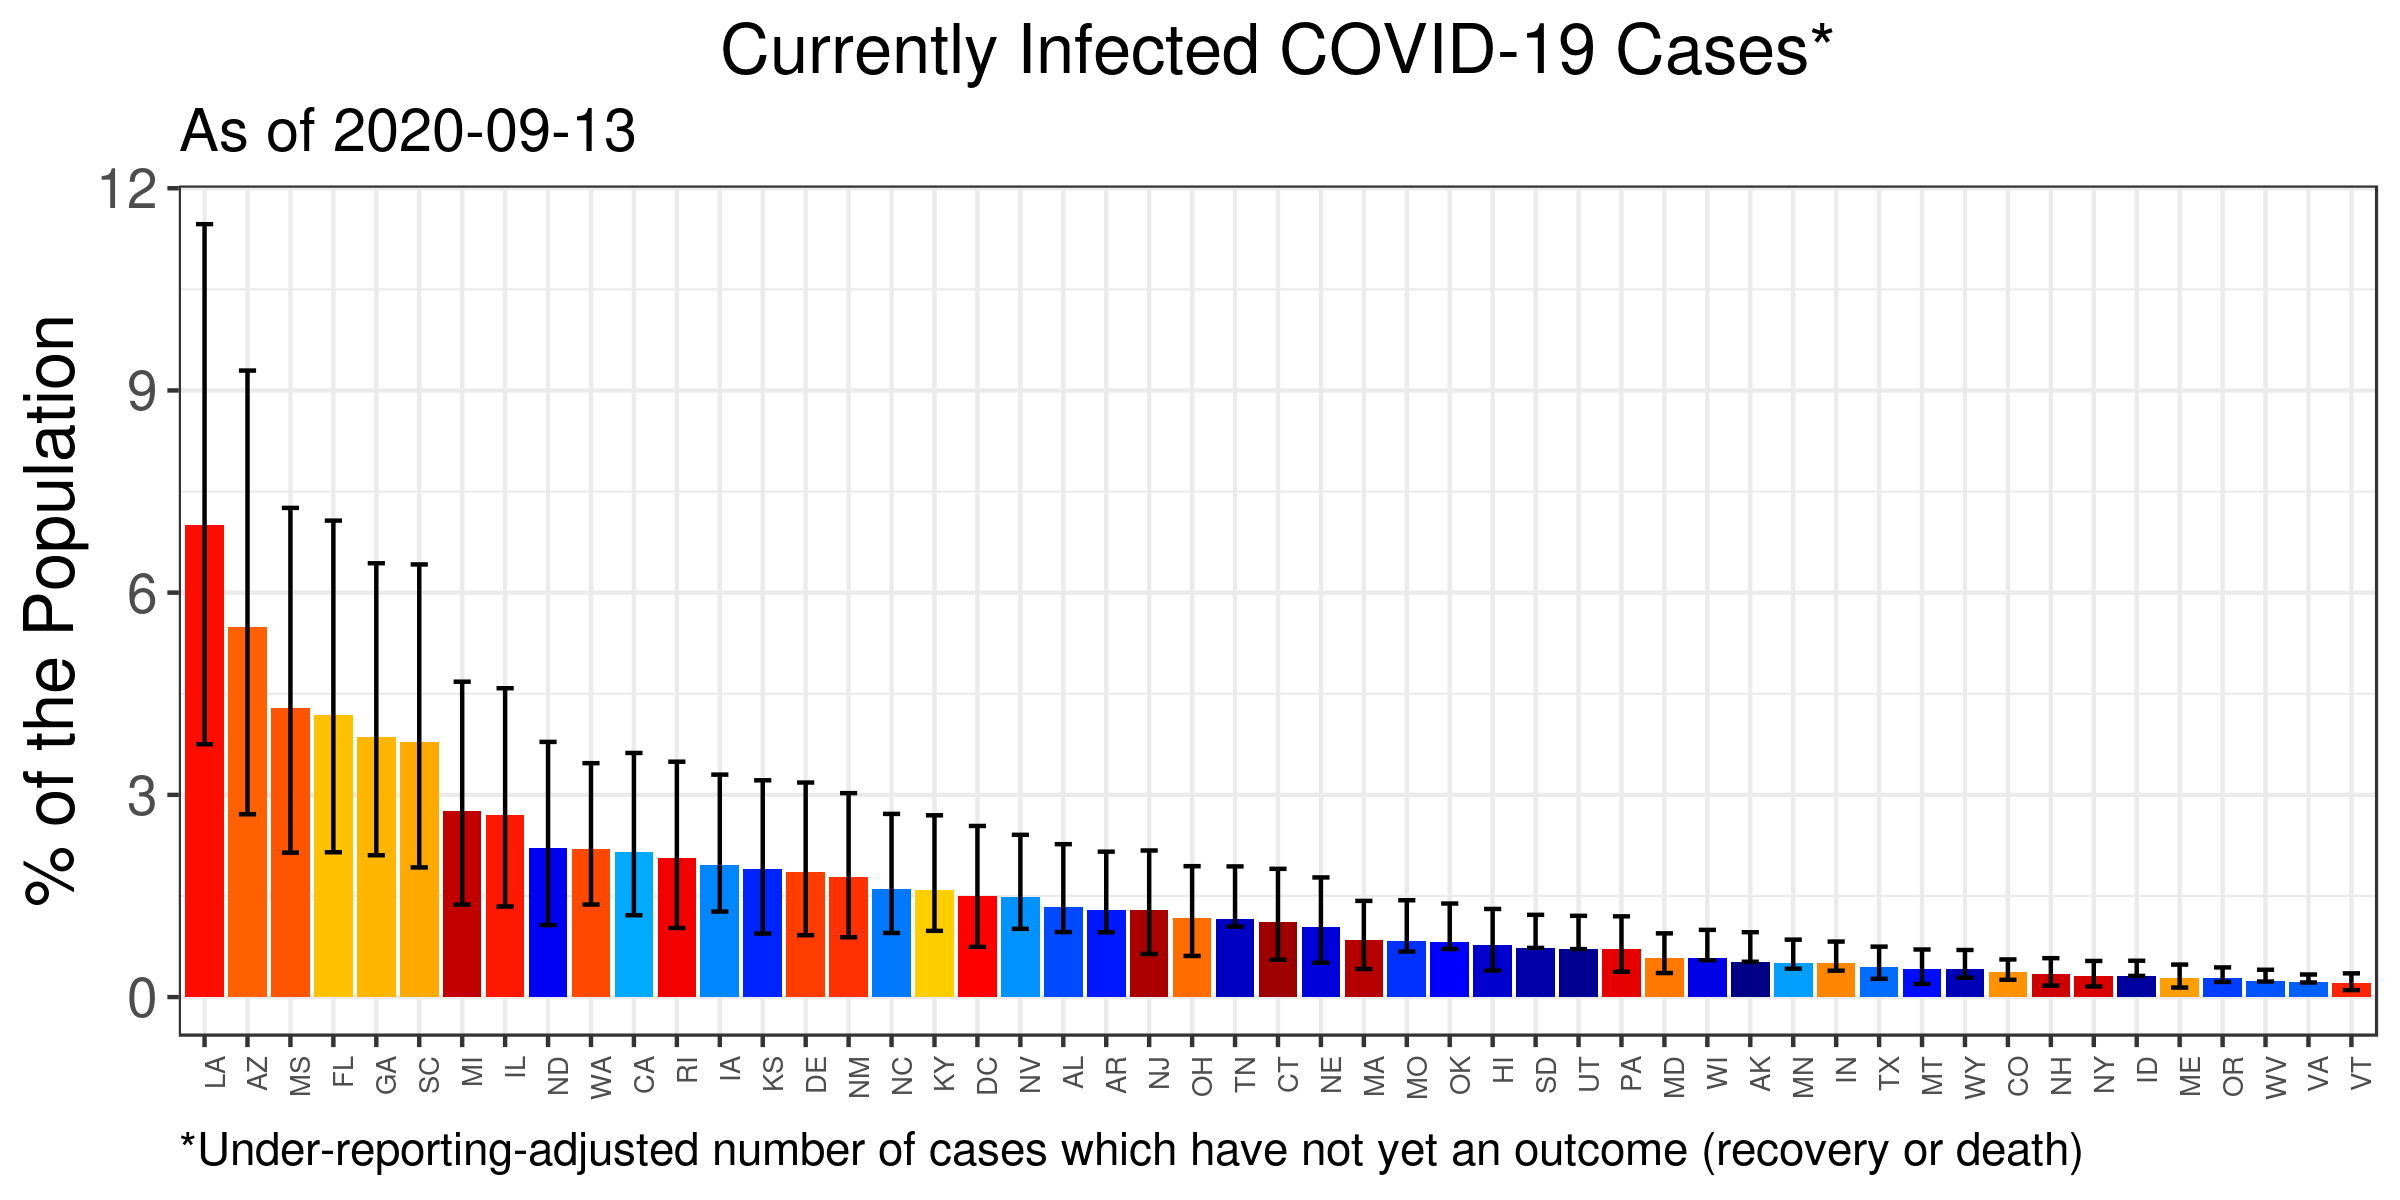 Currently Infected COVID-19 Cases*
As of 2020-09-13
% of the Population
12
9
6
3
0
LA AZ MS FL GA SC MI IL ND WA CA RI IA KS DE NM NC KY DC NV AL AR NJ OH TN CT NE MA MO OK HI SD UT PA MD WI AK MN IN TX MT WY CO NH NY ID ME OR WV VA VT
*Under-reporting-adjusted number of cases which have not yet an outcome (recovery or death)